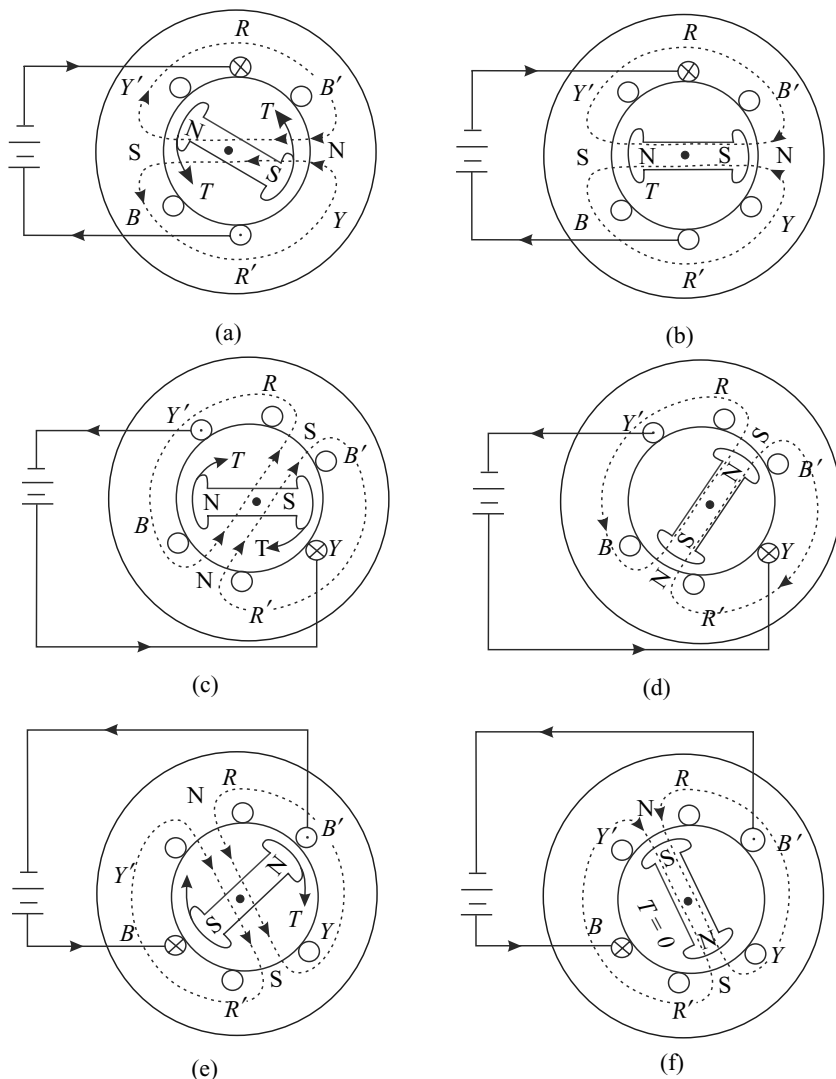 R
Y′ B′
T
N
S N
S
T
B Y
R′
(a)
R
Y′ B′
S N S N
T
B Y
R′
(b)
R
Y′ S
T B′
N S
B T Y
N
R′
(c)
R
Y′ S
N B′
B S Y
N
R′
(d)
R
N
B′
Y′ N
S T
B Y
S
R′
(e)
R
N
Y′ S B′
T = 0
B N Y
S
R′
(f)